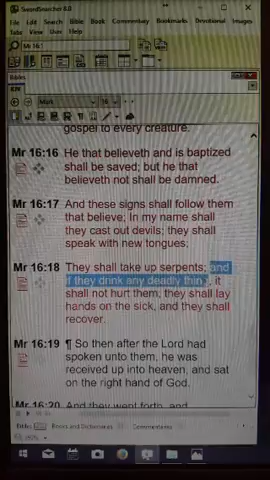 SwordSearcher 8.0
File Edit Search Bible Book Commentary Bookmarks Devotional Images
Tab View User Help
Mr 16:1
Bibles
KJV
Mark 16
gospel to every creature.
Mr 16:16 He that believeth and is baptized
shall be saved; but he that
believeth not shall be damned.
Mr 16:17 And these signs shall follow them
that believe; In my name shall
they cast out devils; they shall
speak with new tongues;
Mr 16:18 They shall take up serpents; and
if they drink any deadly thing, it
shall not hurt them; they shall lay
hands on the sick, and they shall
recover.
Mr 16:19 ¶ So then after the Lord had
spoken unto them, he was
received up into heaven, and sat
on the right hand of God.
Mr 16:20 And they went forth, and
Bibles Books and Dictionaries Commentaries